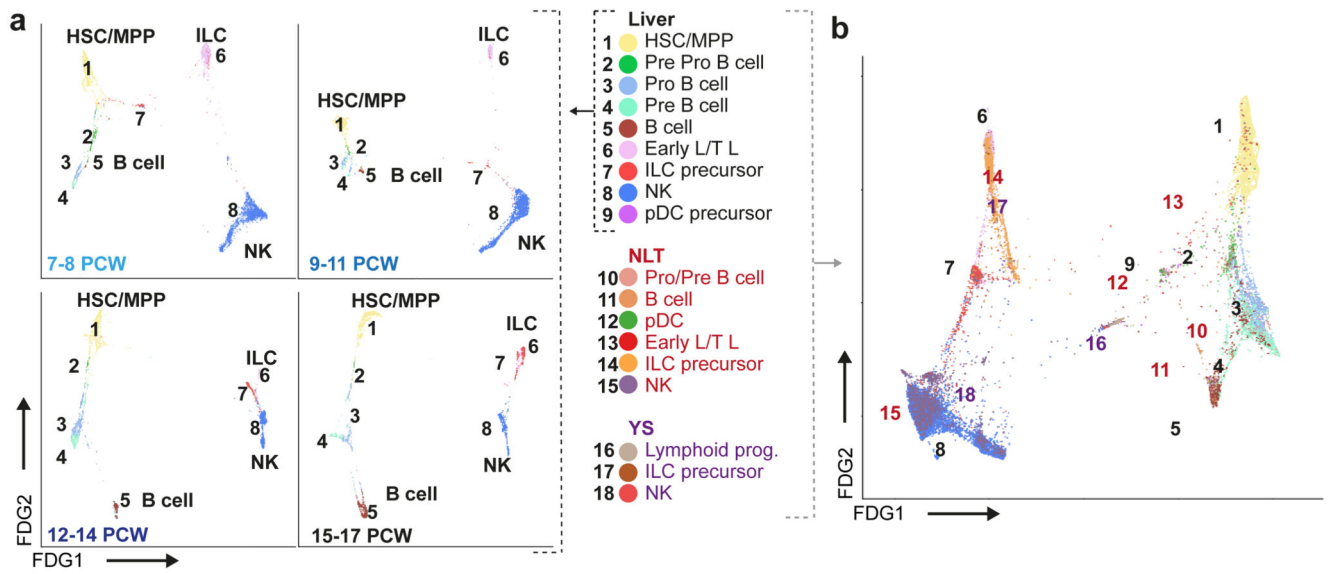 a
HSC/MPP
ILC
1
6
7
2
3
5 B cell
4
8
NK
7-8 PCW
ILC
6
HSC/MPP
1
2
3
4
5 B cell
7
8
NK
9-11 PCW
HSC/MPP
1
2
3
4
ILC
6
7
8
NK
5 B cell
12-14 PCW
HSC/MPP
1
2
3
4
ILC
6
7
8
NK
B cell
5
15-17 PCW
FDG2
FDG1
Liver
1 HSC/MPP
2 Pre Pro B cell
3 Pro B cell
4 Pre B cell
5 B cell
6 Early L/T L
7 ILC precursor
8 NK
9 pDC precursor
NLT
10 Pro/Pre B cell
11 B cell
12 pDC
13 Early L/T L
14 ILC precursor
15 NK
YS
16 Lymphoid prog.
17 ILC precursor
18 NK
b
6
1
14
17
13
7
9
2
12
3
16
10
11
4
18
15
5
8
FDG2
FDG1